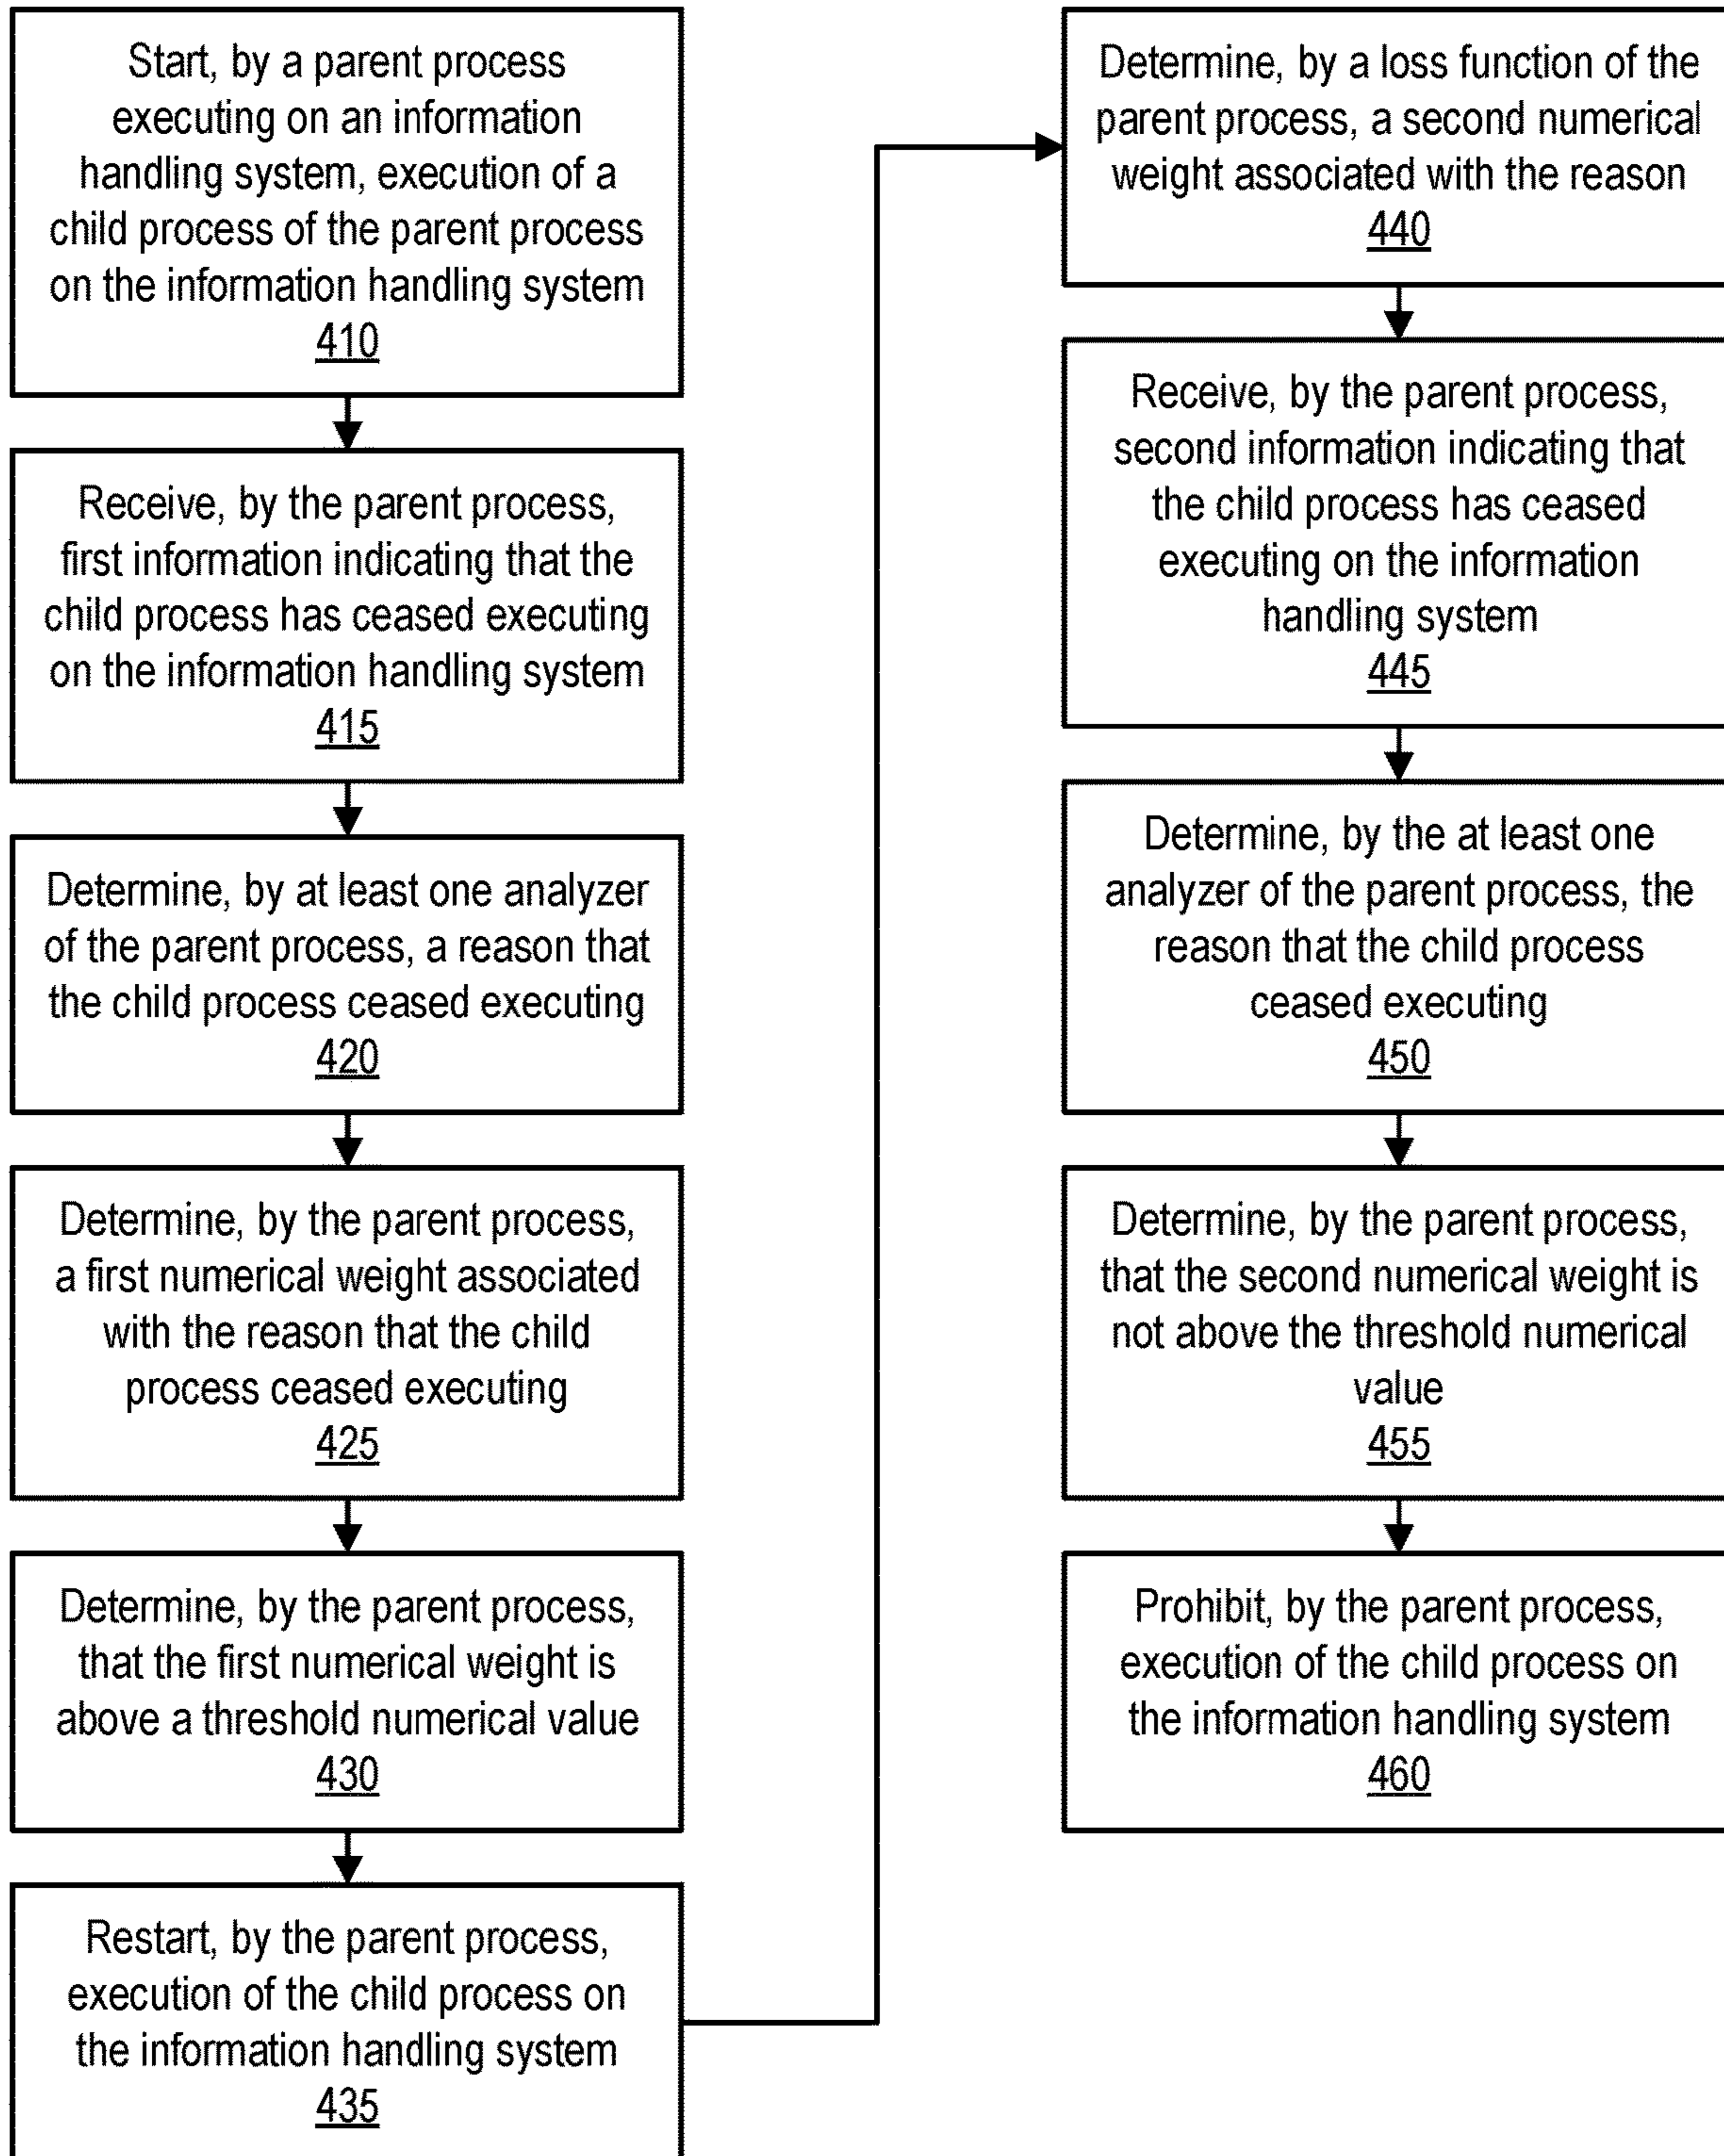 Start, by a parent process
executing on an information
handling system, execution of a
child process of the parent process
on the information handling system
410
Receive, by the parent process,
first information indicating that the
child process has ceased executing
on the information handling system
415
Determine, by at least one analyzer
of the parent process, a reason that
the child process ceased executing
420
Determine, by the parent process,
a first numerical weight associated
with the reason that the child
process ceased executing
425
Determine, by the parent process,
that the first numerical weight is
above a threshold numerical value
430
Restart, by the parent process,
execution of the child process on
the information handling system
435
Determine, by a loss function of the
parent process, a second numerical
weight associated with the reason
440
Receive, by the parent process,
second information indicating that
the child process has ceased
executing on the information
handling system
445
Determine, by the at least one
analyzer of the parent process, the
reason that the child process
ceased executing
450
Determine, by the parent process,
that the second numerical weight is
not above the threshold numerical
value
455
Prohibit, by the parent process,
execution of the child process on
the information handling system
460